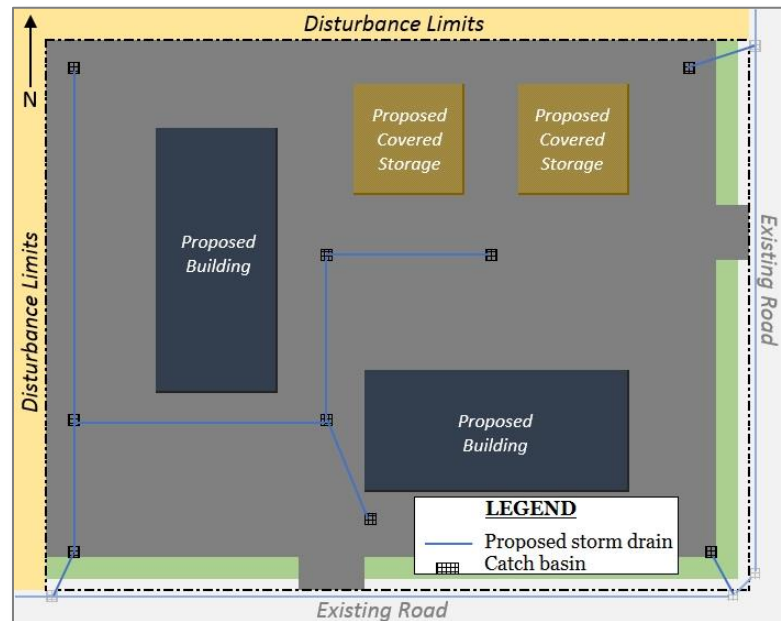 Disturbance Limits
N
Proposed
Covered
Storage
Proposed
Covered
Storage
Proposed
Building
Disturbance Limits
Existing Road
Proposed
Building
LEGEND
Proposed storm drain
Catch basin
Existing Road